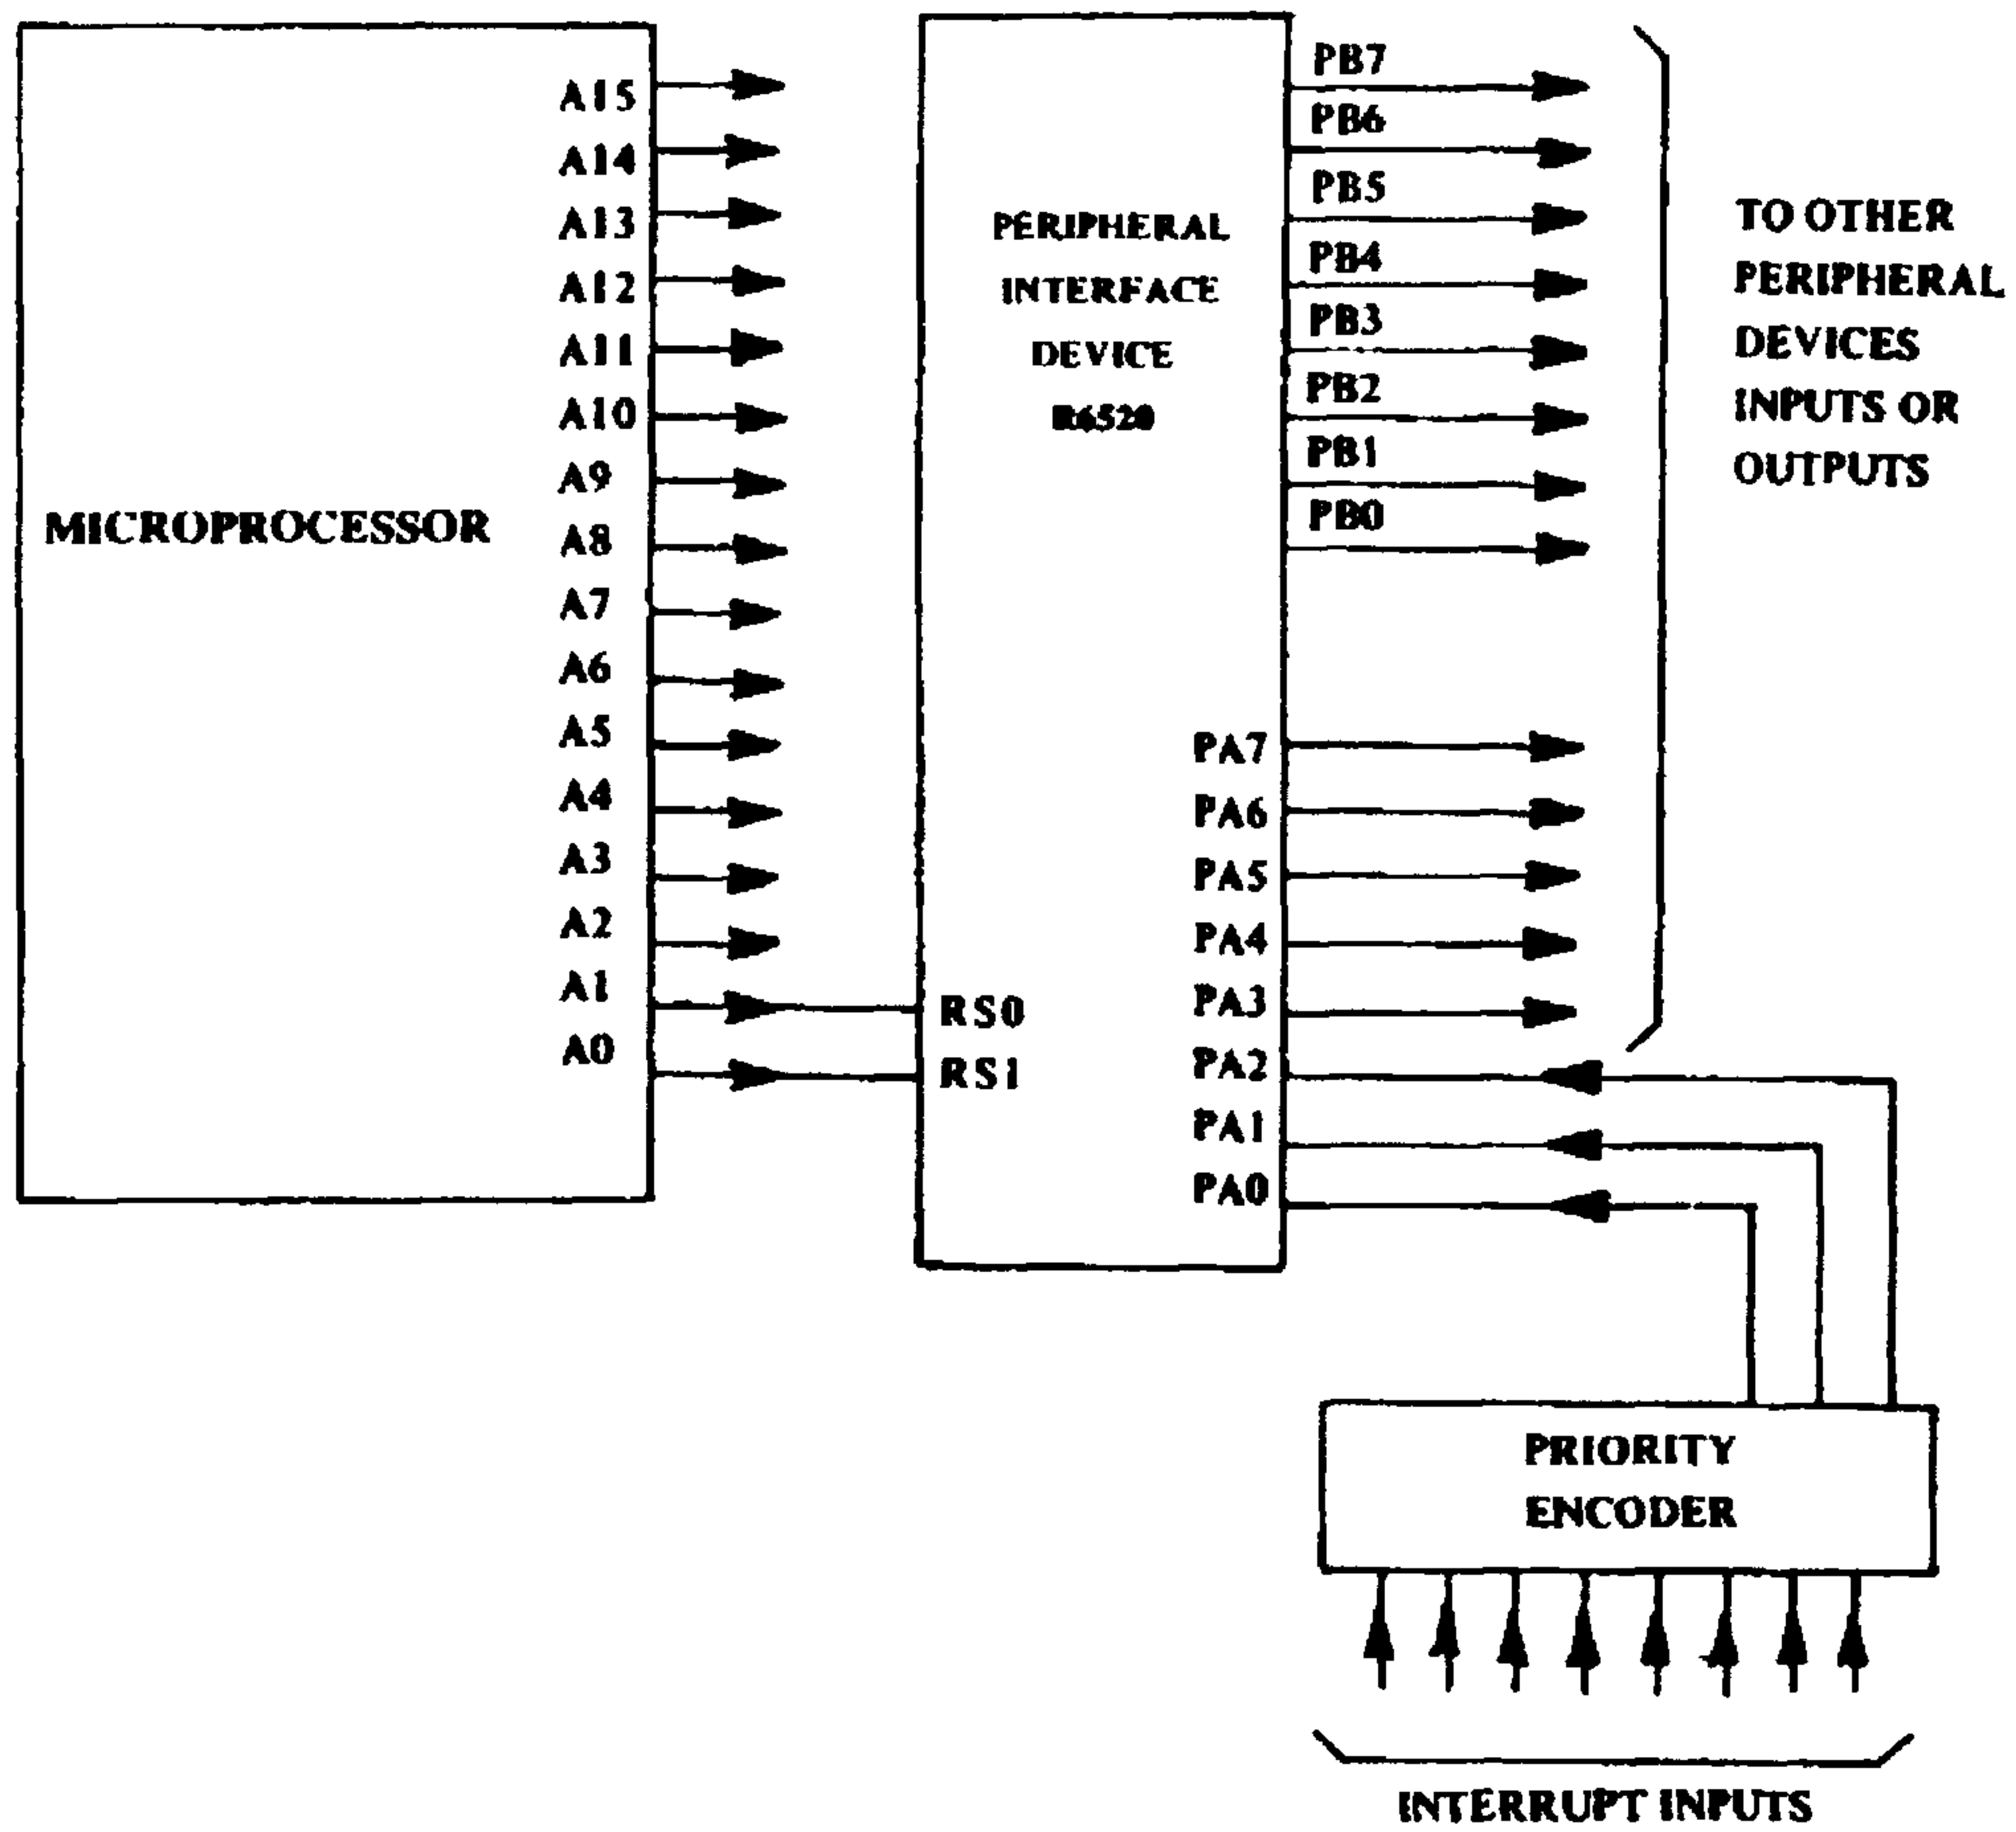 MICROPROCESSOR
A15
A14
A13
A12
A11
A10
A9
A8
A7
A6
A5
A4
A3
A2
A1
A0
PERIPHERAL
INTERFACE
DEVICE
R6520
RS0
RS1
PB7
PB6
PB5
PB4
PB3
PB2
PB1
PB0
PA7
PA6
PA5
PA4
PA3
PA2
PA1
PA0
TO OTHER
PERIPHERAL
DEVICES
INPUTS OR
OUTPUTS
PRIORITY
ENCODER
INTERRUPT INPUTS